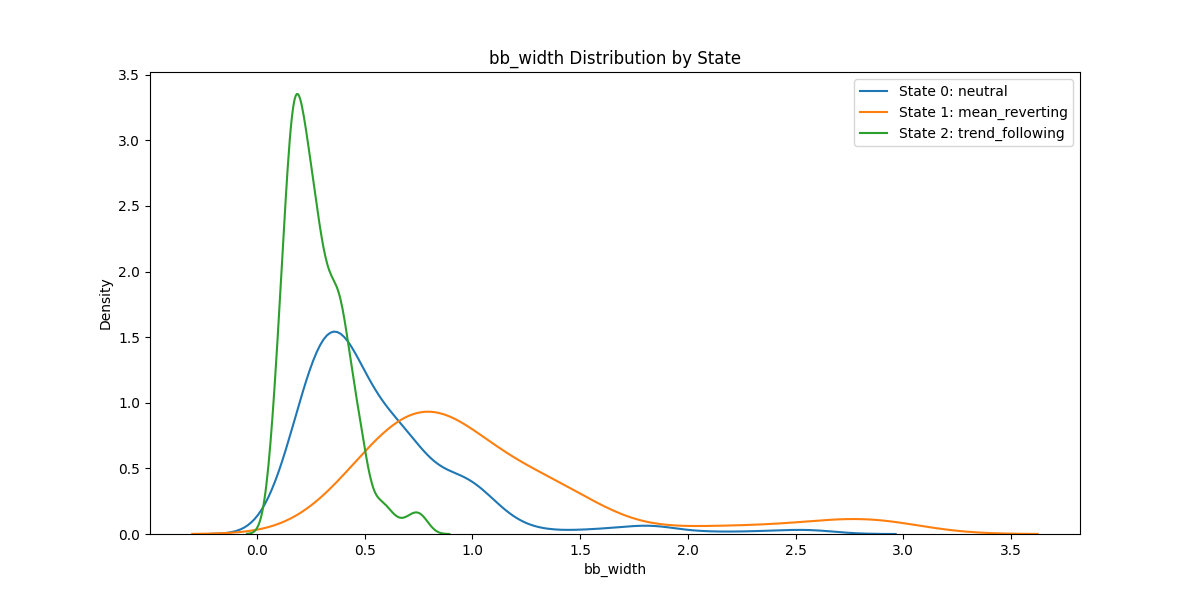 bb_width Distribution by State
State 0: neutral
State 1: mean_reverting
State 2: trend_following
Density
3.5
3.0
2.5
2.0
1.5
1.0
0.5
0.0
0.0 0.5 1.0 1.5 2.0 2.5 3.0 3.5
bb_width